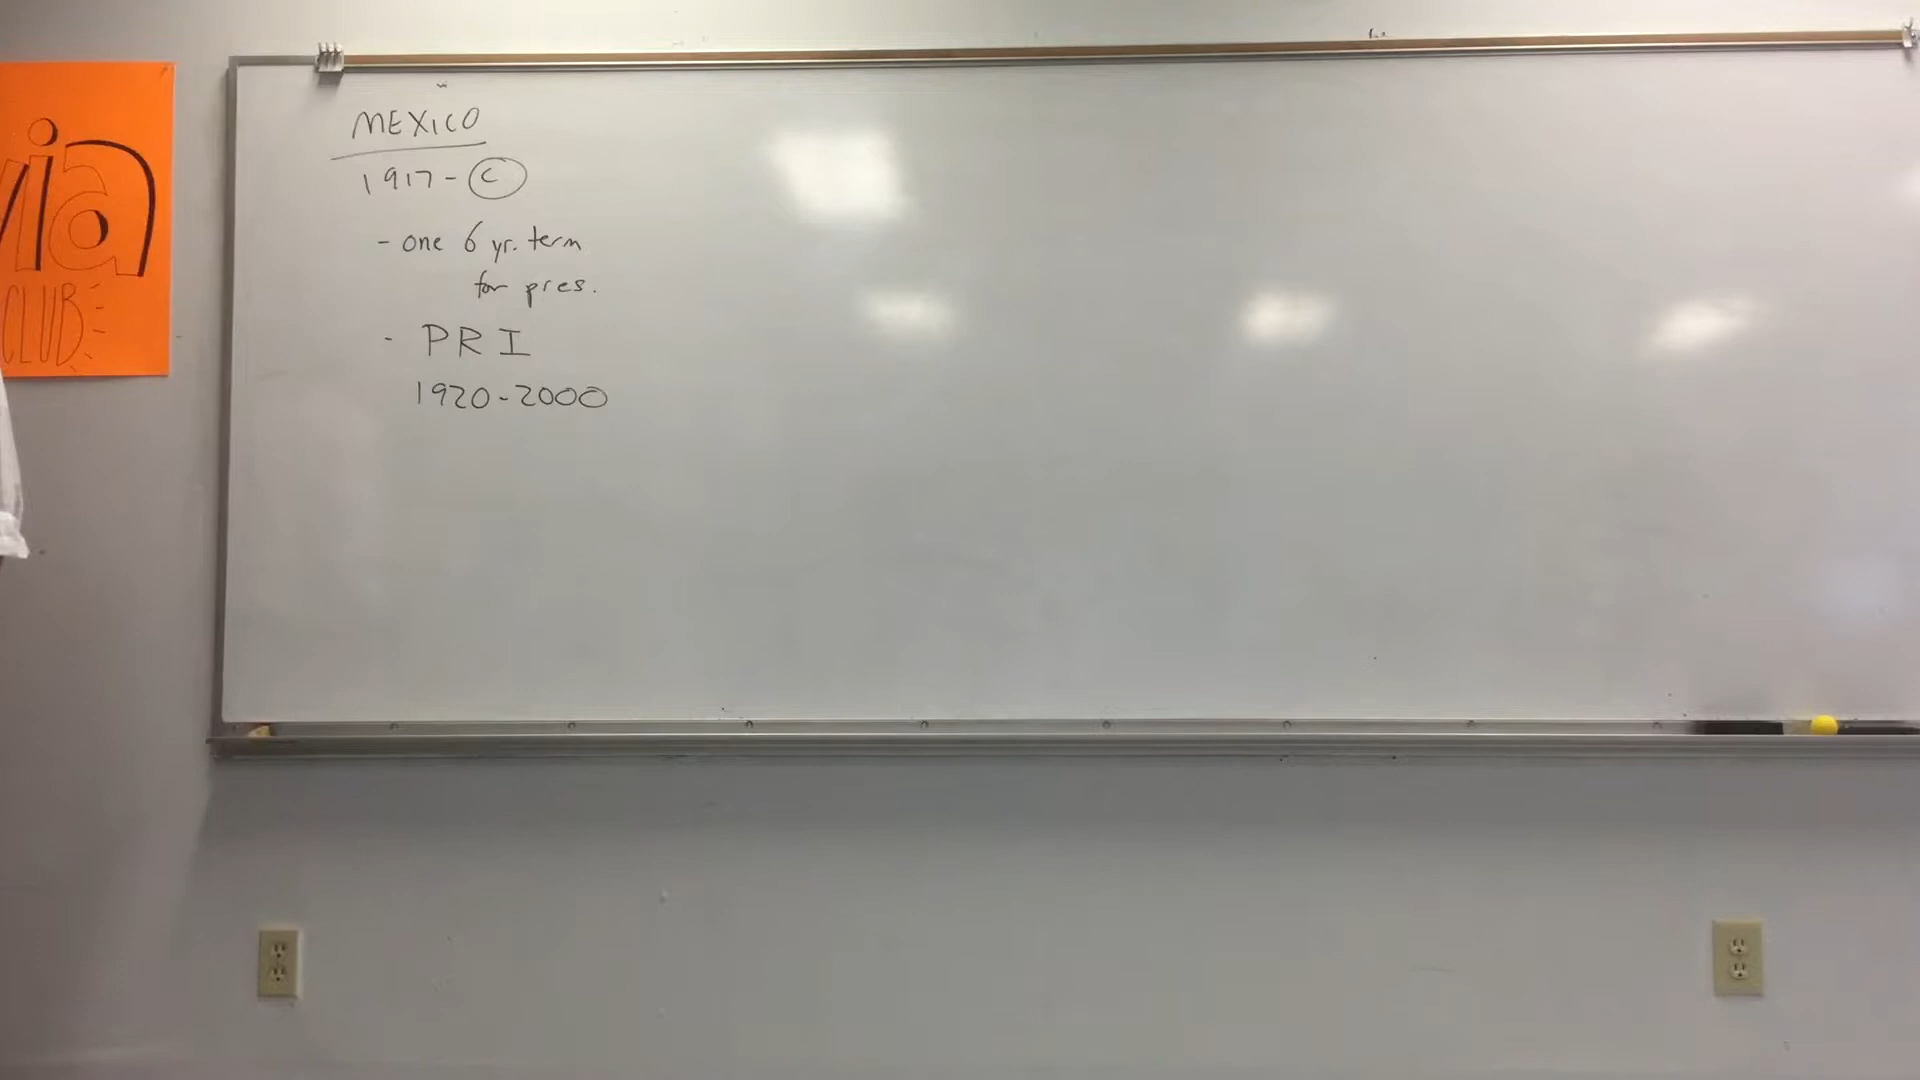 MEXICO
1917 - C
- one 6 yr. term
for pres.
- PRI
1920-2000
via
CLUB